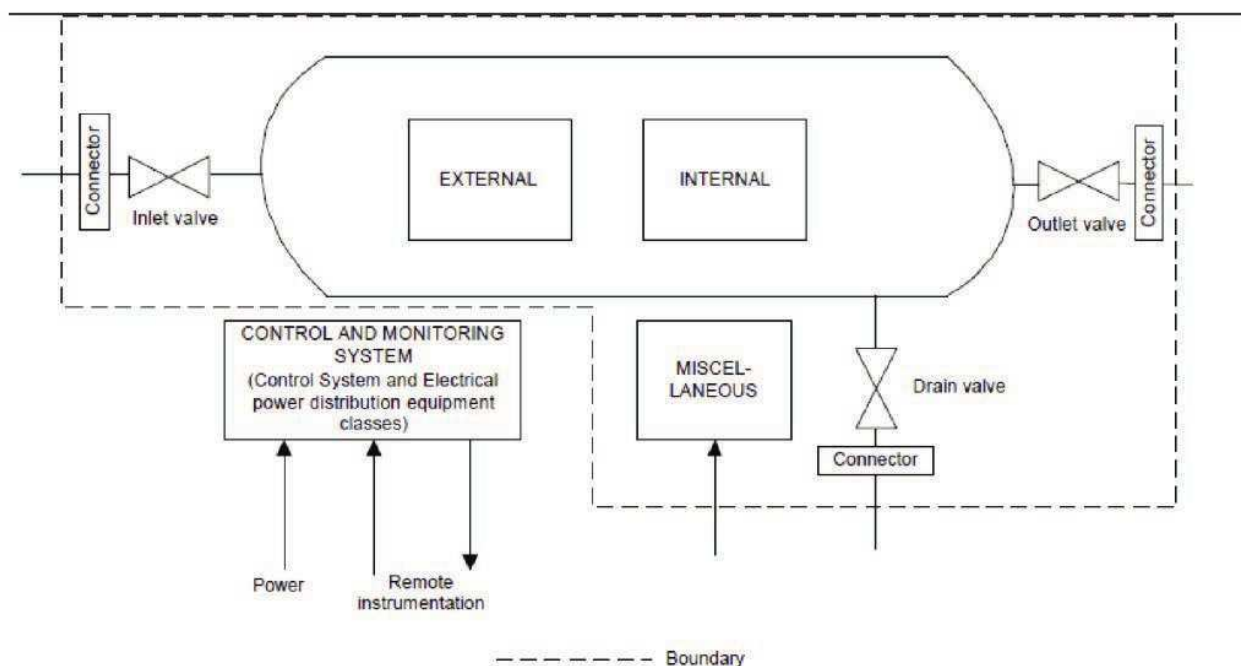 Connector
Inlet valve
EXTERNAL
INTERNAL
Outlet valve
Connector
CONTROL AND MONITORING
SYSTEM
(Control System and Electrical
power distribution equipment
classes)
MISCEL-
LANEOUS
Drain valve
Connector
Power
Remote
instrumentation
Boundary